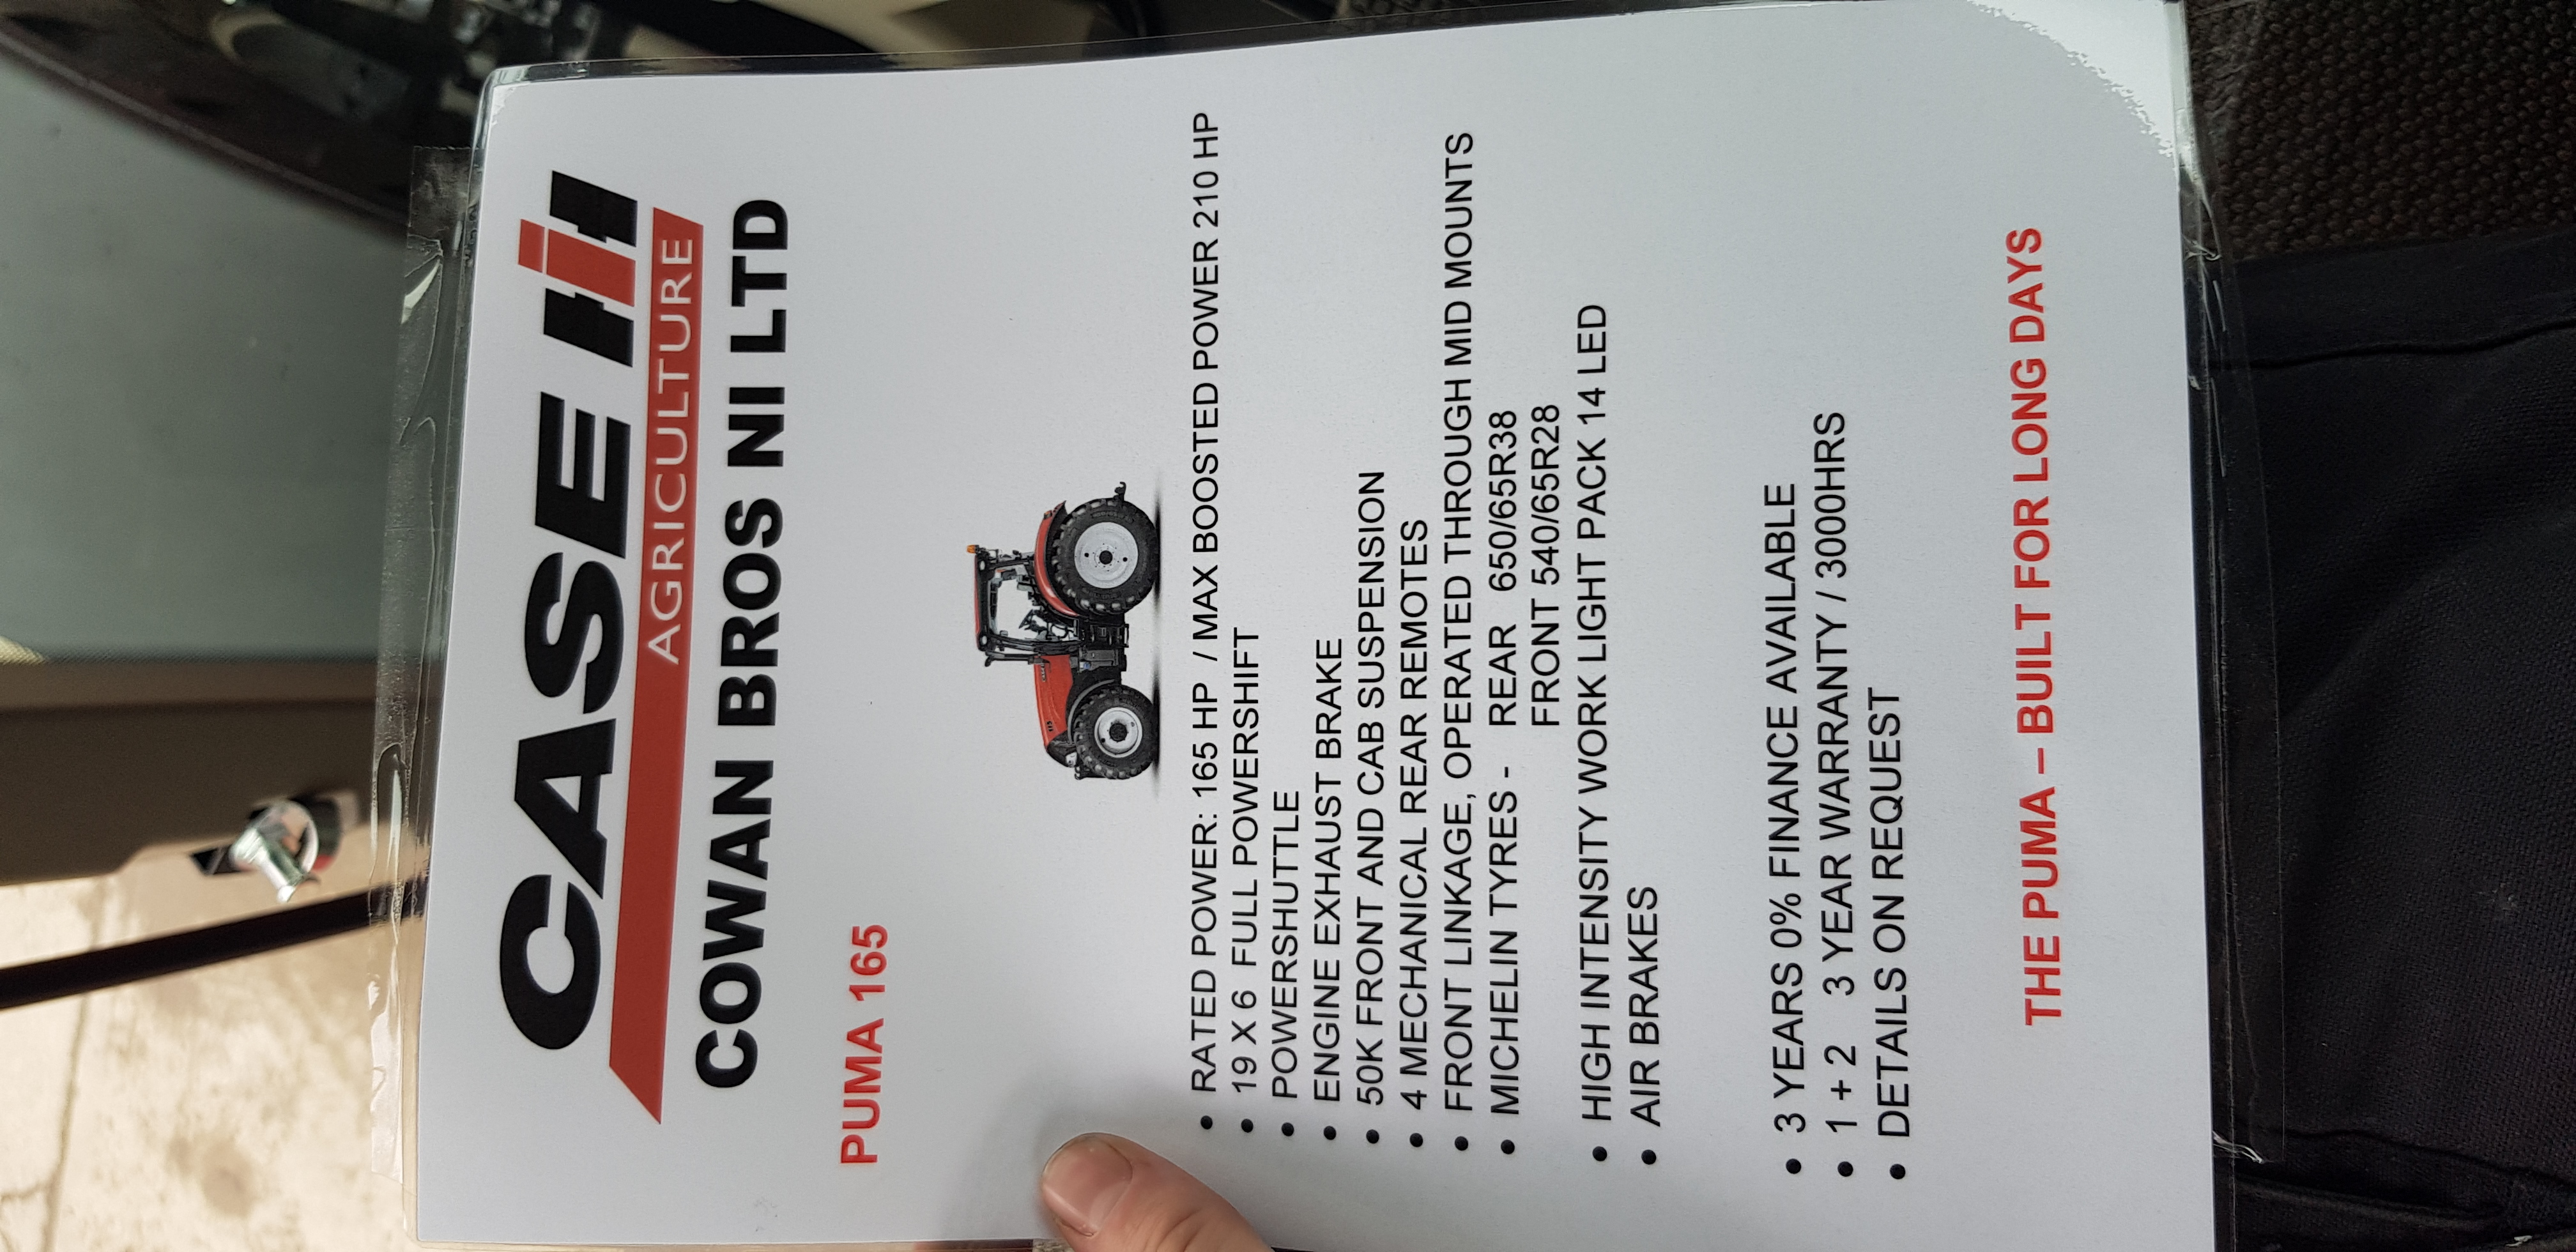 CASE IH
AGRICULTURE
COWAN BROS NI LTD
PUMA 165
• RATED POWER: 165 HP / MAX BOOSTED POWER 210 HP
• 19 X 6 FULL POWERSHIFT
• POWERSHUTTLE
• ENGINE EXHAUST BRAKE
• 50K FRONT AND CAB SUSPENSION
• 4 MECHANICAL REAR REMOTES
• FRONT LINKAGE, OPERATED THROUGH MID MOUNTS
• MICHELIN TYRES - REAR 650/65R38
FRONT 540/65R28
• HIGH INTENSITY WORK LIGHT PACK 14 LED
• AIR BRAKES
• 3 YEARS 0% FINANCE AVAILABLE
• 1 + 2 3 YEAR WARRANTY / 3000HRS
• DETAILS ON REQUEST
THE PUMA – BUILT FOR LONG DAYS